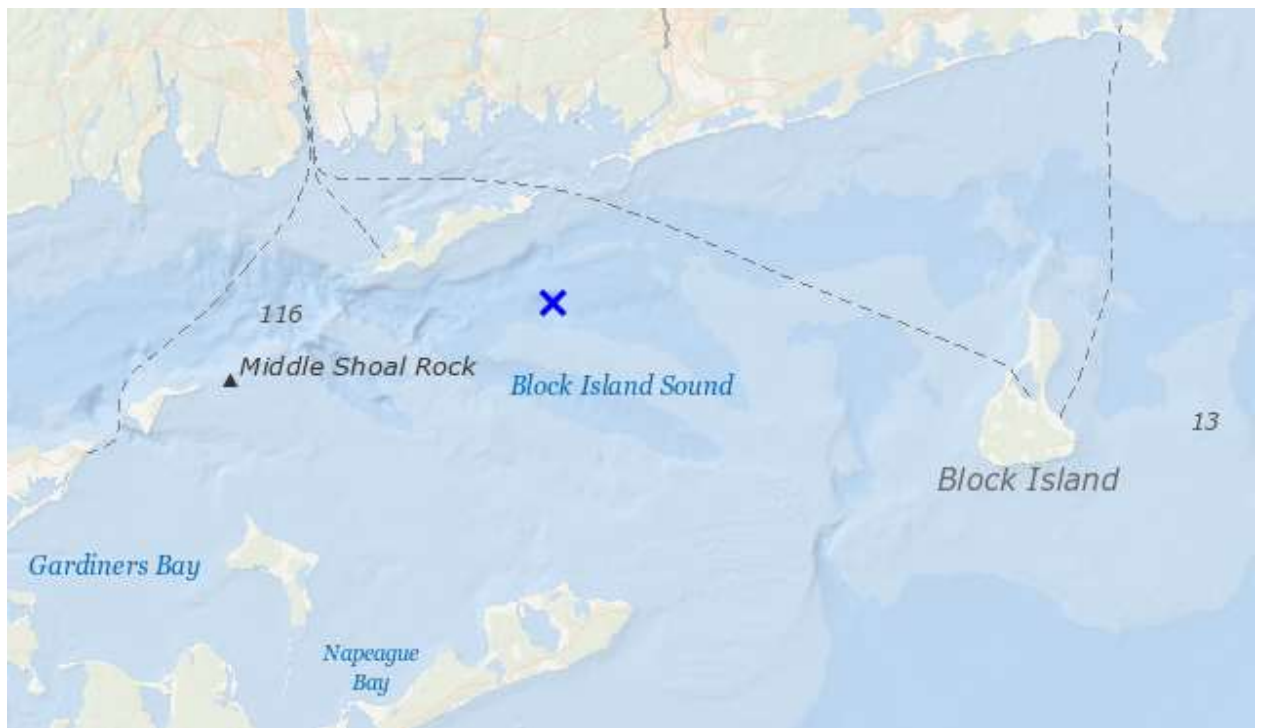 116
Middle Shoal Rock
Block Island Sound
13
Block Island
Gardiners Bay
Napeague
Bay